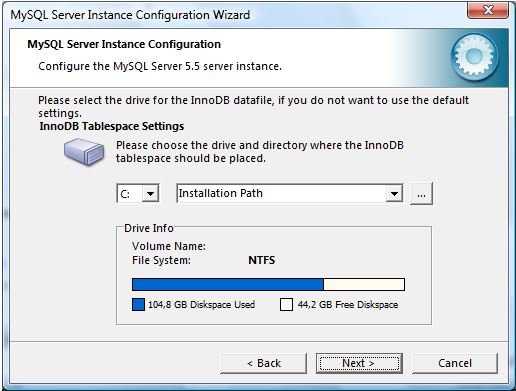 MySQL Server Instance Configuration Wizard
MySQL Server Instance Configuration
Configure the MySQL Server 5.5 server instance.
Please select the drive for the InnoDB datafile, if you do not want to use the default
settings.
InnoDB Tablespace Settings
Please choose the drive and directory where the InnoDB
tablespace should be placed.
C: Installation Path ...
Drive Info
Volume Name:
File System: NTFS
104,8 GB Diskspace Used 44,2 GB Free Diskspace
< Back Next > Cancel